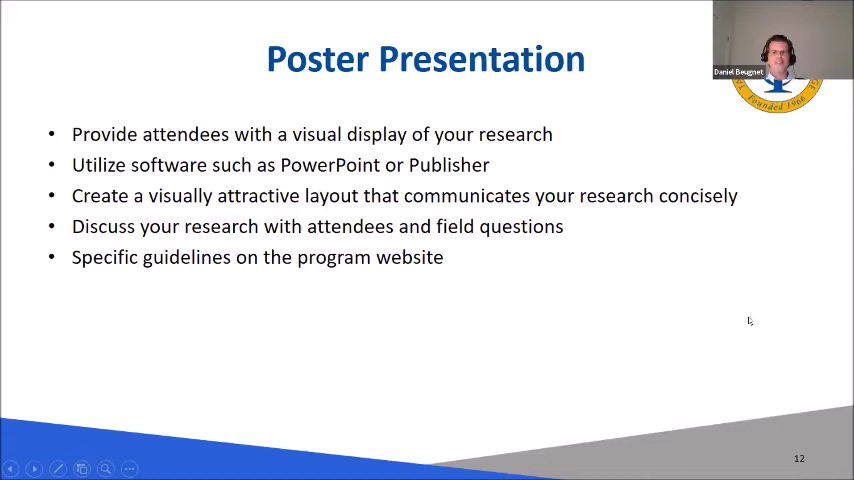 Poster Presentation
Daniel Beugnet
Founded 1966
• Provide attendees with a visual display of your research
• Utilize software such as PowerPoint or Publisher
• Create a visually attractive layout that communicates your research concisely
• Discuss your research with attendees and field questions
• Specific guidelines on the program website
12